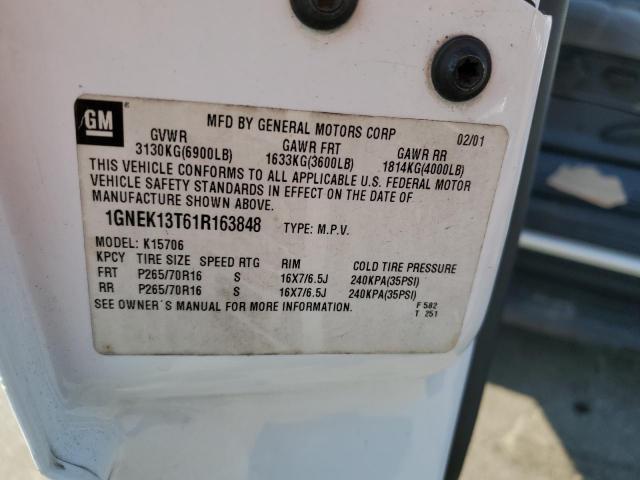 GM
MFD BY GENERAL MOTORS CORP 02/01
GVWR GAWR FRT GAWR RR
3130KG(6900LB) 1633KG(3600LB) 1814KG(4000LB)
THIS VEHICLE CONFORMS TO ALL APPLICABLE U.S. FEDERAL MOTOR
VEHICLE SAFETY STANDARDS IN EFFECT ON THE DATE OF
MANUFACTURE SHOWN ABOVE.
1GNEK13T61R163848 TYPE: M.P.V.
MODEL: K15706
KPCY TIRE SIZE SPEED RTG RIM COLD TIRE PRESSURE
FRT P265/70R16 S 16X7/6.5J 240KPA(35PSI)
RR P265/70R16 S 16X7/6.5J 240KPA(35PSI)
SEE OWNER'S MANUAL FOR MORE INFORMATION.
F 582
T 251